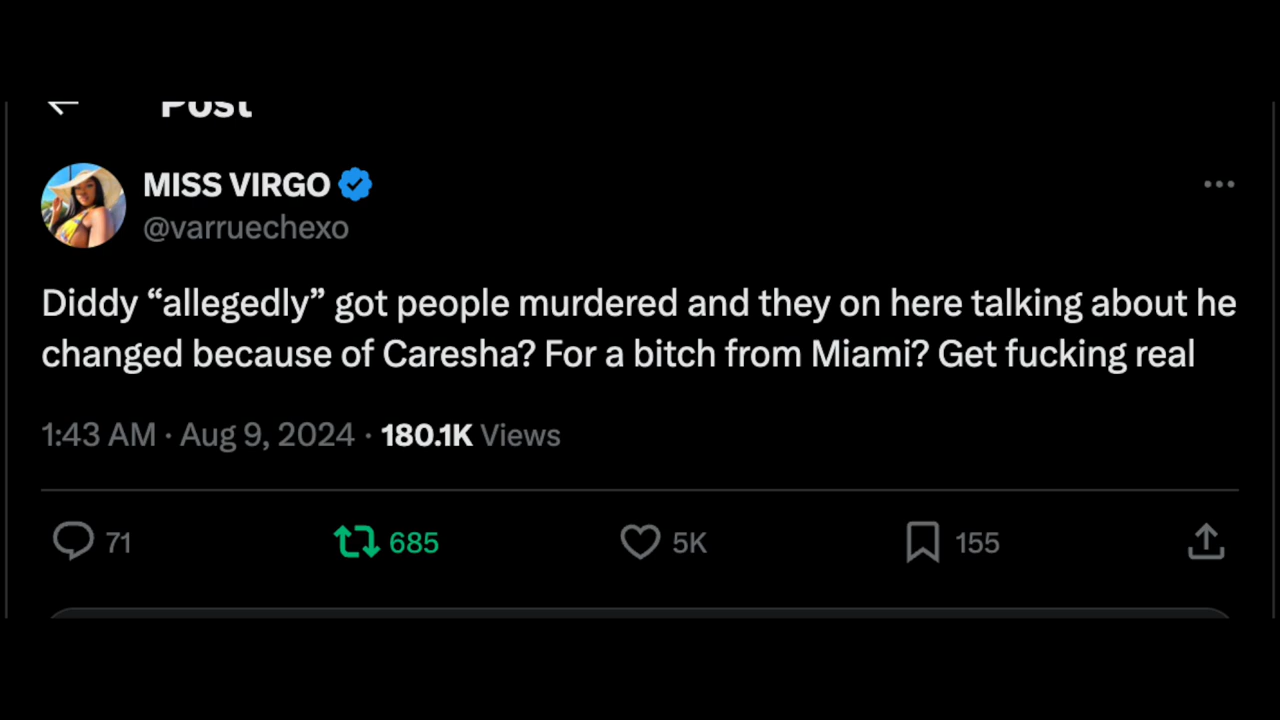 Post
MISS VIRGO
@varruechexo
Diddy “allegedly” got people murdered and they on here talking about he
changed because of Caresha? For a bitch from Miami? Get fucking real
1:43 AM · Aug 9, 2024 · 180.1K Views
71 685 5K 155